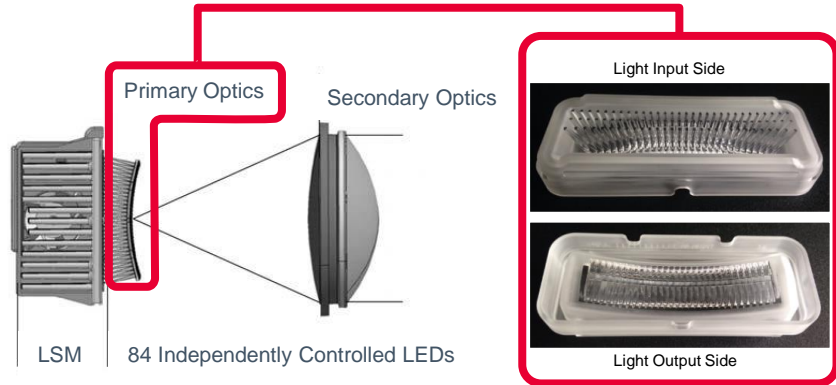 Light Input Side
Primary Optics
Secondary Optics
LSM
84 Independently Controlled LEDs
Light Output Side